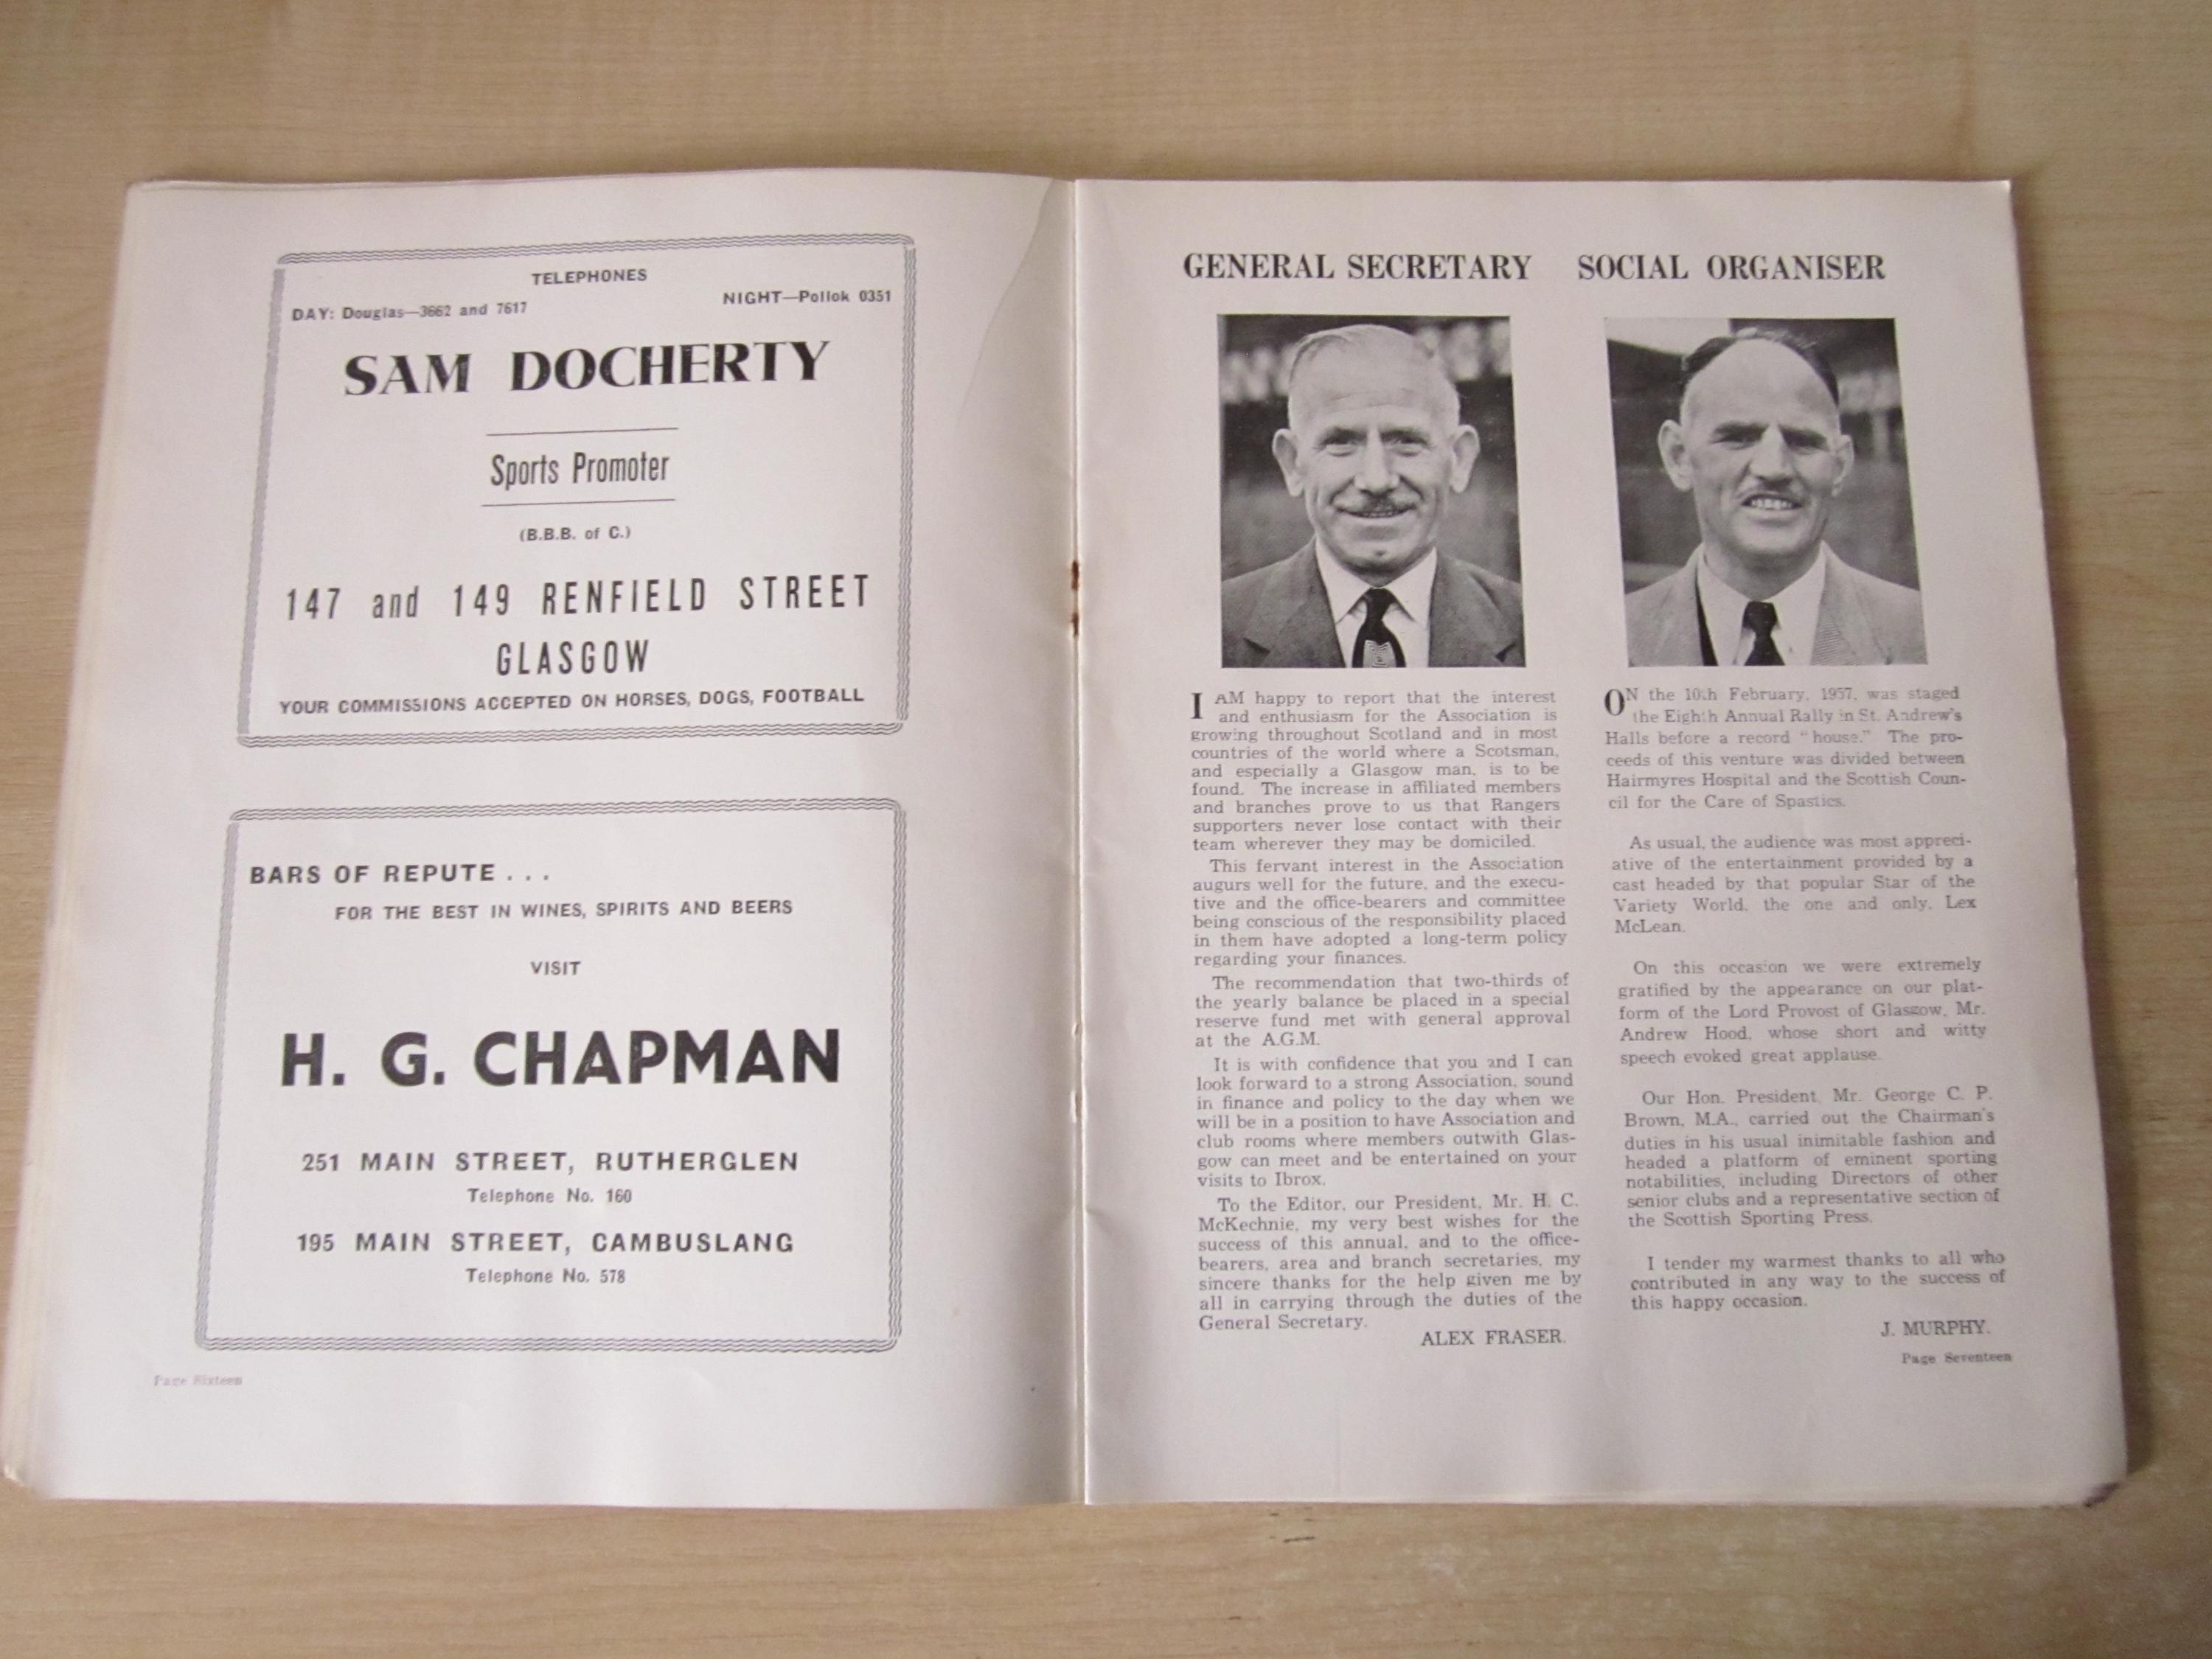 TELEPHONES
DAY: Douglas—3662 and 7617
NIGHT—Pollok 0351
SAM DOCHERTY
Sports Promoter
(B.B.B. of C.)
147 and 149 RENFIELD STREET
GLASGOW
YOUR COMMISSIONS ACCEPTED ON HORSES, DOGS, FOOTBALL
BARS OF REPUTE . . .
FOR THE BEST IN WINES, SPIRITS AND BEERS
VISIT
H. G. CHAPMAN
251 MAIN STREET, RUTHERGLEN
Telephone No. 160
195 MAIN STREET, CAMBUSLANG
Telephone No. 578
Page Sixteen
GENERAL SECRETARY
I AM happy to report that the interest
and enthusiasm for the Association is
growing throughout Scotland and in most
countries of the world where a Scotsman,
and especially a Glasgow man, is to be
found. The increase in affiliated members
and branches prove to us that Rangers
supporters never lose contact with their
team wherever they may be domiciled.
This fervant interest in the Association
augurs well for the future, and the execu-
tive and the office-bearers and committee
being conscious of the responsibility placed
in them have adopted a long-term policy
regarding your finances.
The recommendation that two-thirds of
the yearly balance be placed in a special
reserve fund met with general approval
at the A.G.M.
It is with confidence that you and I can
look forward to a strong Association, sound
in finance and policy to the day when we
will be in a position to have Association and
club rooms where members outwith Glas-
gow can meet and be entertained on your
visits to Ibrox.
To the Editor, our President, Mr. H. C.
McKechnie, my very best wishes for the
success of this annual, and to the office-
bearers, area and branch secretaries, my
sincere thanks for the help given me by
all in carrying through the duties of the
General Secretary.
ALEX FRASER.
SOCIAL ORGANISER
ON the 10th February, 1957, was staged
the Eighth Annual Rally in St. Andrew's
Halls before a record "house." The pro-
ceeds of this venture was divided between
Hairmyres Hospital and the Scottish Coun-
cil for the Care of Spastics.
As usual, the audience was most appreci-
ative of the entertainment provided by a
cast headed by that popular Star of the
Variety World, the one and only, Lex
McLean.
On this occasion we were extremely
gratified by the appearance on our plat-
form of the Lord Provost of Glasgow, Mr.
Andrew Hood, whose short and witty
speech evoked great applause.
Our Hon. President, Mr. George C. P.
Brown, M.A., carried out the Chairman's
duties in his usual inimitable fashion and
headed a platform of eminent sporting
notabilities, including Directors of other
senior clubs and a representative section of
the Scottish Sporting Press.
I tender my warmest thanks to all who
contributed in any way to the success of
this happy occasion.
J. MURPHY.
Page Seventeen